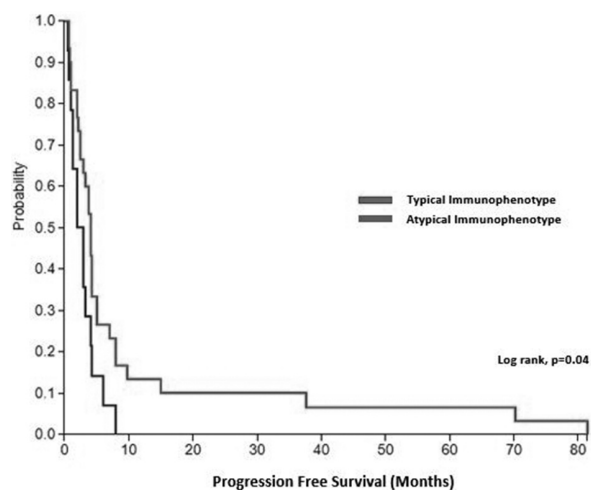 1.0
0.9
0.8
0.7
0.6
0.5
0.4
0.3
0.2
0.1
0.0
Probability
Typical Immunophenotype
Atypical Immunophenotype
Log rank, p=0.04
0 10 20 30 40 50 60 70 80
Progression Free Survival (Months)